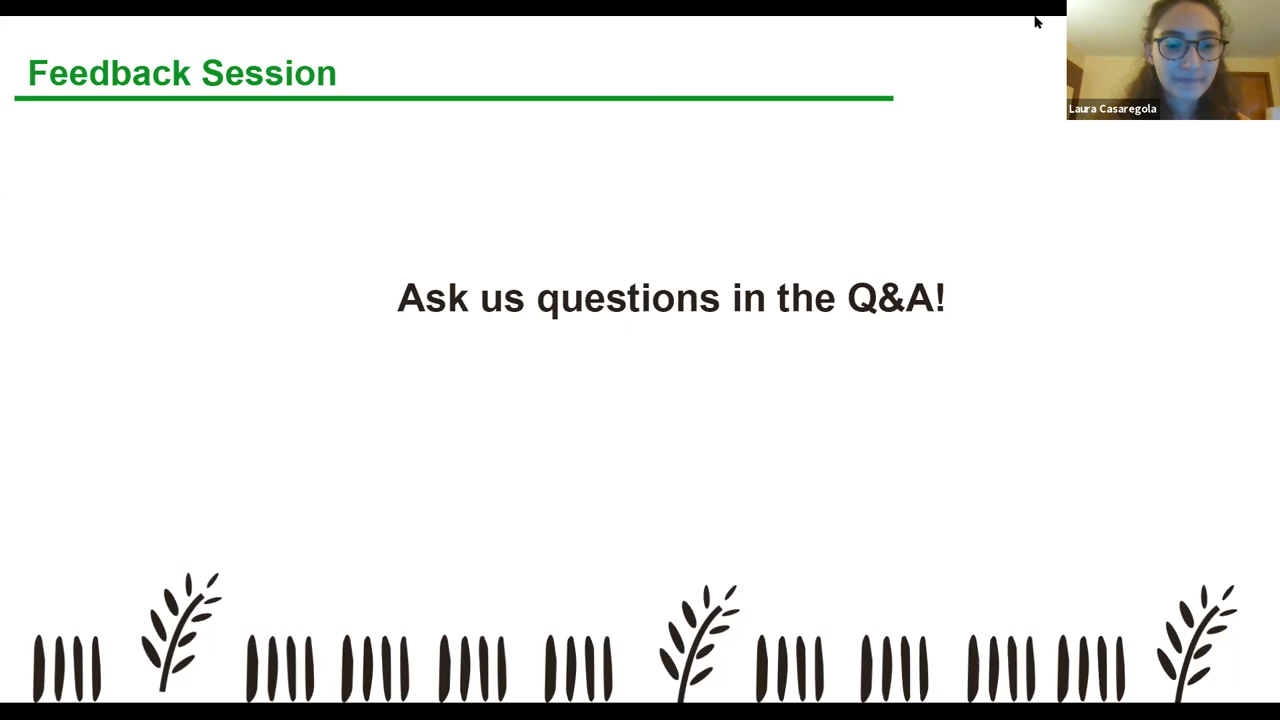 Feedback Session
Laura Casaregola
Ask us questions in the Q&A!